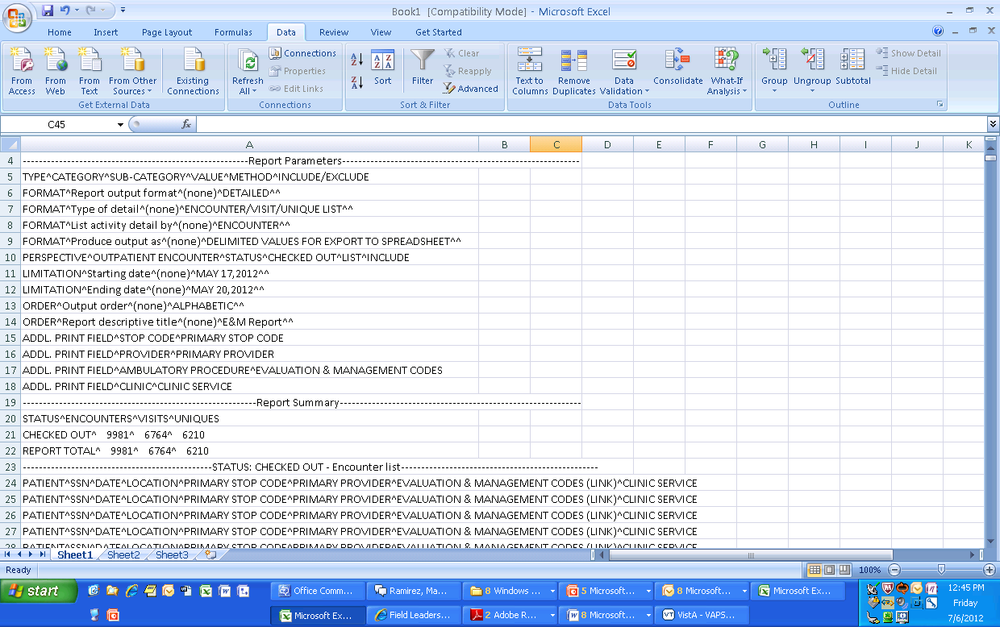 Book1 [Compatibility Mode] - Microsoft Excel
Home Insert Page Layout Formulas Data Review View Get Started
From Access
From Web
From Text
From Other Sources
Existing Connections
Get External Data
Refresh All
Connections
Properties
Edit Links
Connections
Sort
Filter
Clear
Reapply
Advanced
Sort & Filter
Text to Columns
Remove Duplicates
Data Validation
Consolidate
What-If Analysis
Data Tools
Group
Ungroup
Subtotal
Show Detail
Hide Detail
Outline
C45 fx
A B C D E F G H I J K
4 --------------------------------------------------------Report Parameters-----------------------------------------------------------
5 TYPE^CATEGORY^SUB-CATEGORY^VALUE^METHOD^INCLUDE/EXCLUDE
6 FORMAT^Report output format^(none)^DETAILED^^
7 FORMAT^Type of detail^(none)^ENCOUNTER/VISIT/UNIQUE LIST^^
8 FORMAT^List activity detail by^(none)^ENCOUNTER^^
9 FORMAT^Produce output as^(none)^DELIMITED VALUES FOR EXPORT TO SPREADSHEET^^
10 PERSPECTIVE^OUTPATIENT ENCOUNTER^STATUS^CHECKED OUT^LIST^INCLUDE
11 LIMITATION^Starting date^(none)^MAY 17,2012^^
12 LIMITATION^Ending date^(none)^MAY 20,2012^^
13 ORDER^Output order^(none)^ALPHABETIC^^
14 ORDER^Report descriptive title^(none)^E&M Report^^
15 ADDL. PRINT FIELD^STOP CODE^PRIMARY STOP CODE
16 ADDL. PRINT FIELD^PROVIDER^PRIMARY PROVIDER
17 ADDL. PRINT FIELD^AMBULATORY PROCEDURE^EVALUATION & MANAGEMENT CODES
18 ADDL. PRINT FIELD^CLINIC^CLINIC SERVICE
19 ----------------------------------------------------------Report Summary------------------------------------------------------------
20 STATUS^ENCOUNTERS^VISITS^UNIQUES
21 CHECKED OUT^ 9981^ 6764^ 6210
22 REPORT TOTAL^ 9981^ 6764^ 6210
23 -----------------------------------------------STATUS: CHECKED OUT - Encounter list-------------------------------------------------
24 PATIENT^SSN^DATE^LOCATION^PRIMARY STOP CODE^PRIMARY PROVIDER^EVALUATION & MANAGEMENT CODES (LINK)^CLINIC SERVICE
25 PATIENT^SSN^DATE^LOCATION^PRIMARY STOP CODE^PRIMARY PROVIDER^EVALUATION & MANAGEMENT CODES (LINK)^CLINIC SERVICE
26 PATIENT^SSN^DATE^LOCATION^PRIMARY STOP CODE^PRIMARY PROVIDER^EVALUATION & MANAGEMENT CODES (LINK)^CLINIC SERVICE
27 PATIENT^SSN^DATE^LOCATION^PRIMARY STOP CODE^PRIMARY PROVIDER^EVALUATION & MANAGEMENT CODES (LINK)^CLINIC SERVICE
28 PATIENT^SSN^DATE^LOCATION^PRIMARY STOP CODE^PRIMARY PROVIDER^EVALUATION & MANAGEMENT CODES (LINK)^CLINIC SERVICE
Sheet1 Sheet2 Sheet3
Ready 100%
start Office Comm... Ramirez, Ma... 8 Windows ... 5 Microsoft... 8 Microsoft... Microsoft Ex... 12:45 PM
Friday
Microsoft Ex... Field Leaders... 2 Adobe R... 8 Microsoft... VistA - VAPS... 7/6/2012